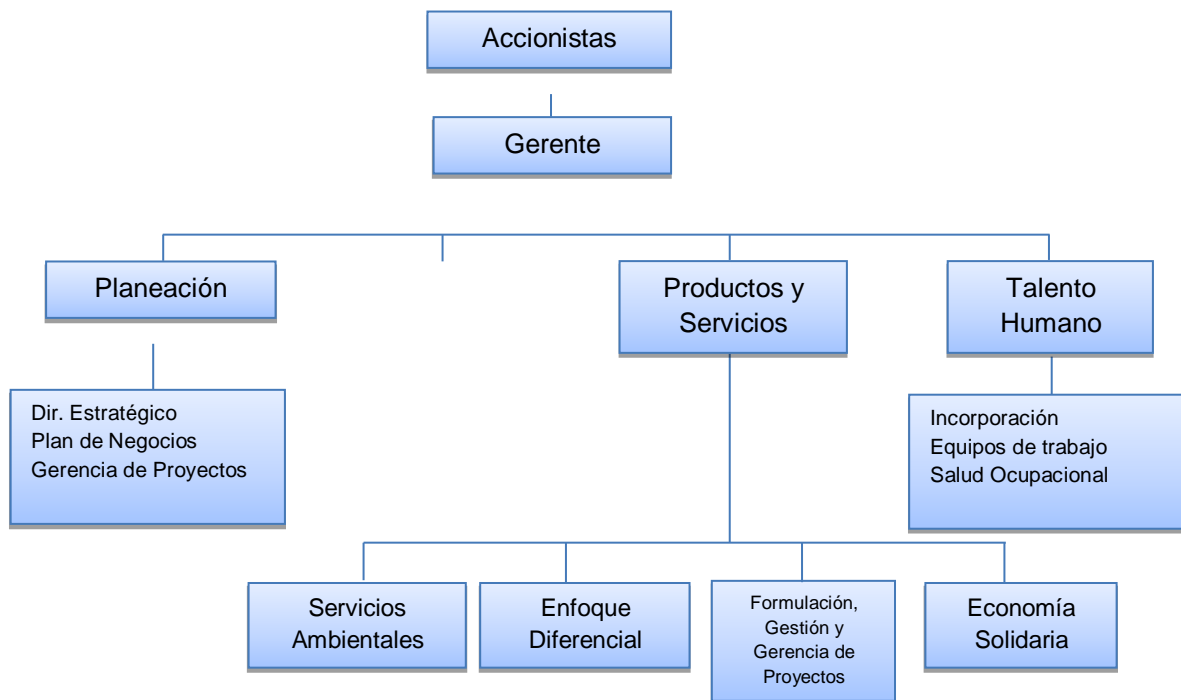 Accionistas
Gerente
Planeación
Productos y
Servicios
Talento
Humano
Dir. Estratégico
Plan de Negocios
Gerencia de Proyectos
Incorporación
Equipos de trabajo
Salud Ocupacional
Servicios
Ambientales
Enfoque
Diferencial
Formulación,
Gestión y
Gerencia de
Proyectos
Economía
Solidaria